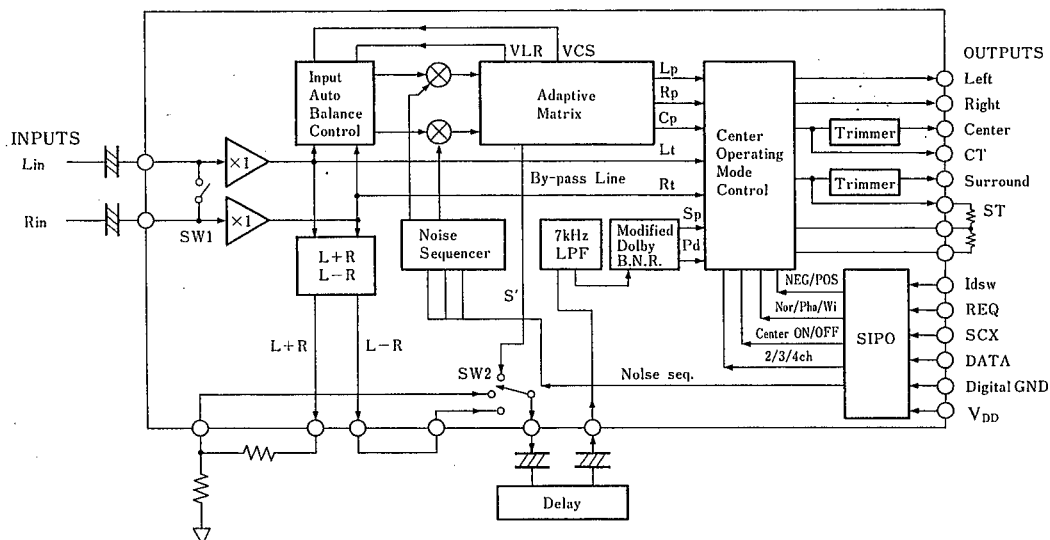 VLR
VCS
OUTPUTS
Input
Auto
Balance
Control
Adaptive
Matrix
Lp
Rp
Cp
Center
Operating
Mode
Control
Left
Right
Trimmer
Center
CT
Trimmer
Surround
ST
INPUTS
Lin
×1
Lt
By-pass Line
Rt
Rin
SW1
×1
Noise
Sequencer
7kHz
LPF
Modified
Dolby
B.N.R.
Sp
Pd
L+R
L−R
S'
NEG/POS
Nor/Pha/Wi
Center ON/OFF
2/3/4ch
SIPO
Idsw
REQ
SCX
DATA
Digital GND
VDD
L+R
L−R
SW2
Noise seq.
Delay